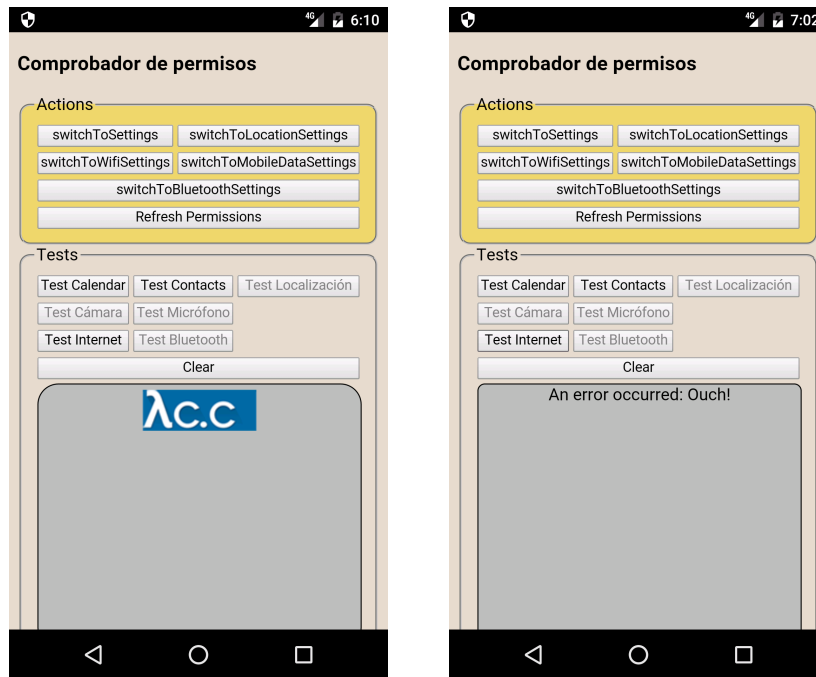 4G 6:10
Comprobador de permisos
Actions
switchToSettings switchToLocationSettings
switchToWifiSettings switchToMobileDataSettings
switchToBluetoothSettings
Refresh Permissions
Tests
Test Calendar Test Contacts Test Localización
Test Cámara Test Micrófono
Test Internet Test Bluetooth
Clear
λc.c
4G 7:02
Comprobador de permisos
Actions
switchToSettings switchToLocationSettings
switchToWifiSettings switchToMobileDataSettings
switchToBluetoothSettings
Refresh Permissions
Tests
Test Calendar Test Contacts Test Localización
Test Cámara Test Micrófono
Test Internet Test Bluetooth
Clear
An error occurred: Ouch!